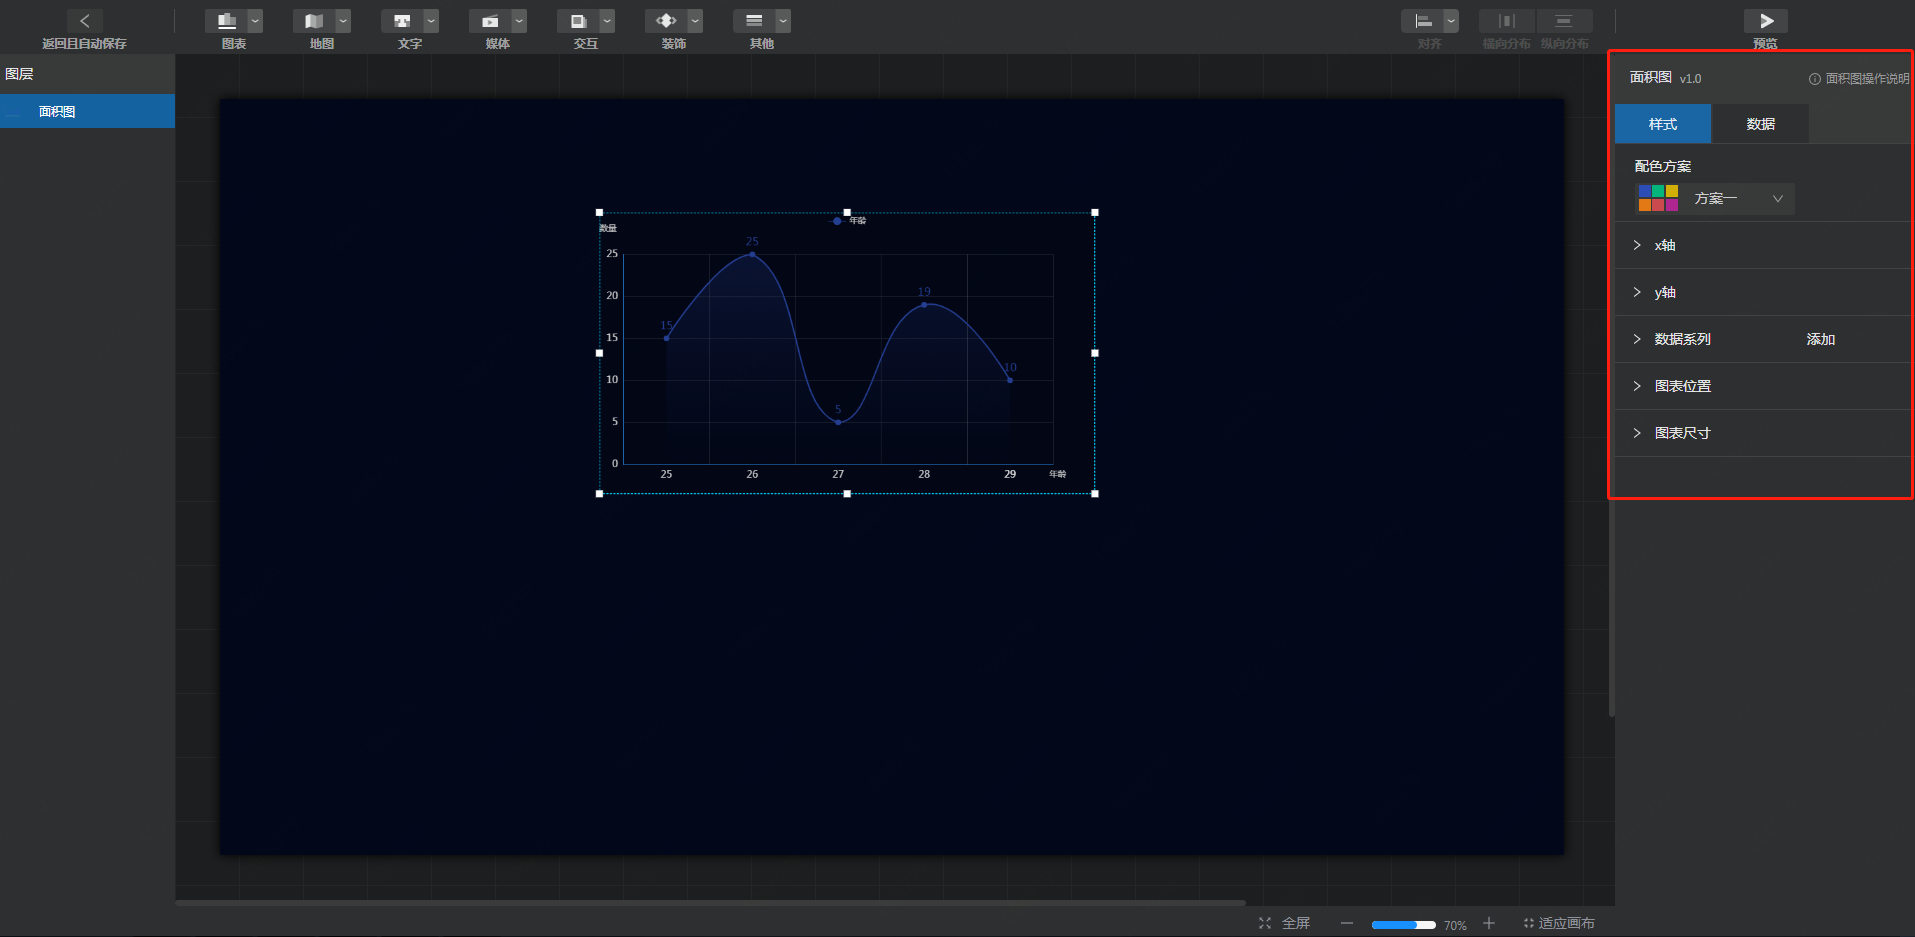 返回且自动保存
图表
地图
文字
媒体
交互
装饰
其他
对齐
横向分布
纵向分布
预览
图层
面积图
年龄
数量
25
20
15
10
5
0
15
25
5
19
10
25
26
27
28
29
年龄
面积图 v1.0
面积图操作说明
样式
数据
配色方案
方案一
x轴
y轴
数据系列
添加
图表位置
图表尺寸
全屏
70%
适应画布